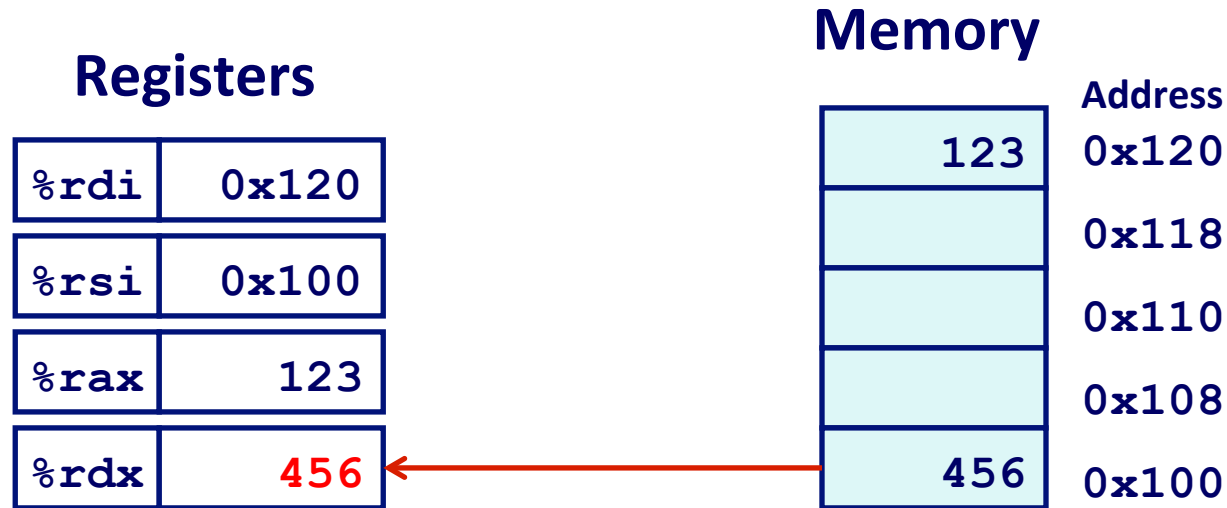 Memory
Registers
Address
%rdi 0x120
%rsi 0x100
%rax 123
%rdx 456
123 0x120
0x118
0x110
0x108
456 0x100